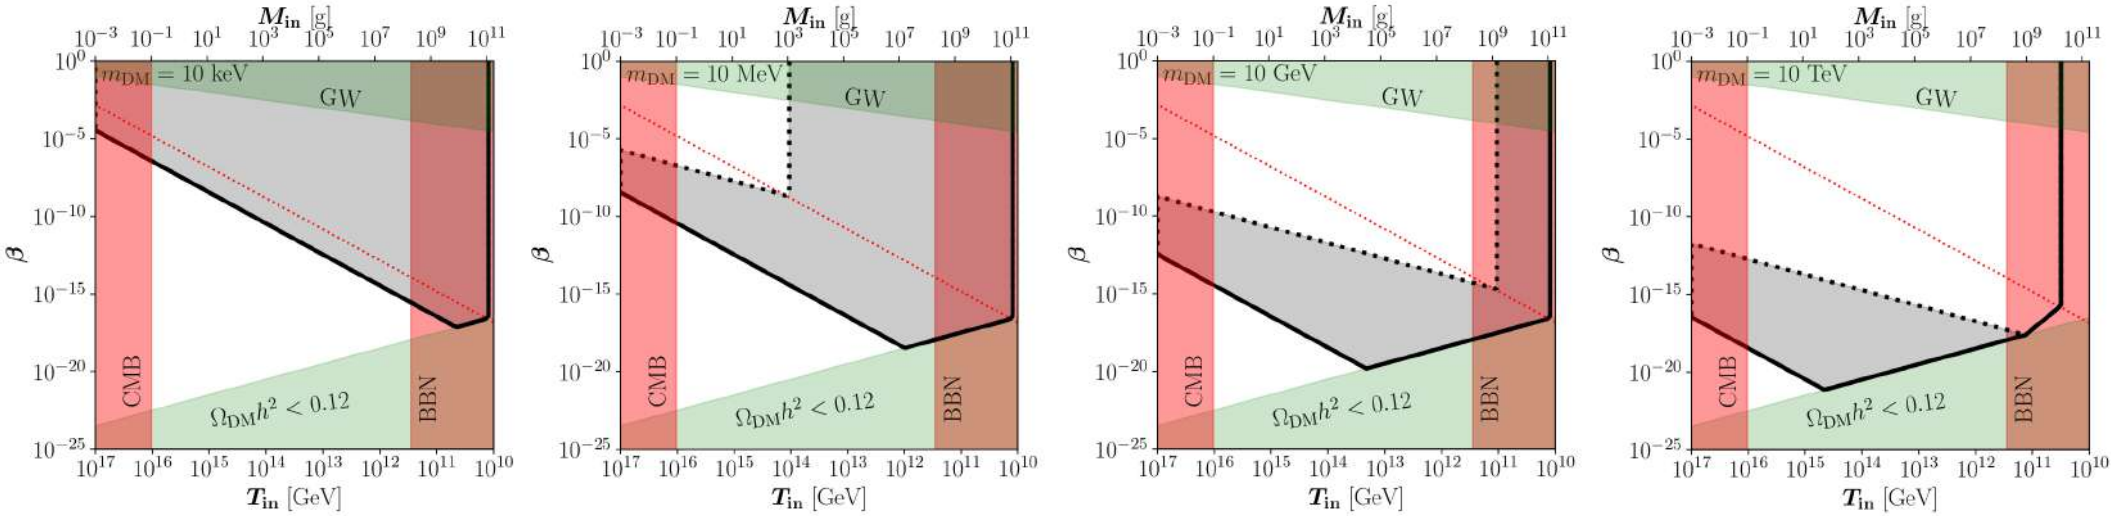 M_in [g]
10^−3 10^−1 10^1 10^3 10^5 10^7 10^9 10^11
10^0
m_DM = 10 keV
GW
10^−5
10^−10
β
10^−15
10^−20
CMB
Ω_DM h^2 < 0.12
BBN
10^−25
10^17 10^16 10^15 10^14 10^13 10^12 10^11 10^10
T_in [GeV]
M_in [g]
10^−3 10^−1 10^1 10^3 10^5 10^7 10^9 10^11
10^0
m_DM = 10 MeV
GW
10^−5
10^−10
β
10^−15
10^−20
CMB
Ω_DM h^2 < 0.12
BBN
10^−25
10^17 10^16 10^15 10^14 10^13 10^12 10^11 10^10
T_in [GeV]
M_in [g]
10^−3 10^−1 10^1 10^3 10^5 10^7 10^9 10^11
10^0
m_DM = 10 GeV
GW
10^−5
10^−10
β
10^−15
10^−20
CMB
Ω_DM h^2 < 0.12
BBN
10^−25
10^17 10^16 10^15 10^14 10^13 10^12 10^11 10^10
T_in [GeV]
M_in [g]
10^−3 10^−1 10^1 10^3 10^5 10^7 10^9 10^11
10^0
m_DM = 10 TeV
GW
10^−5
10^−10
β
10^−15
10^−20
CMB
Ω_DM h^2 < 0.12
BBN
10^−25
10^17 10^16 10^15 10^14 10^13 10^12 10^11 10^10
T_in [GeV]